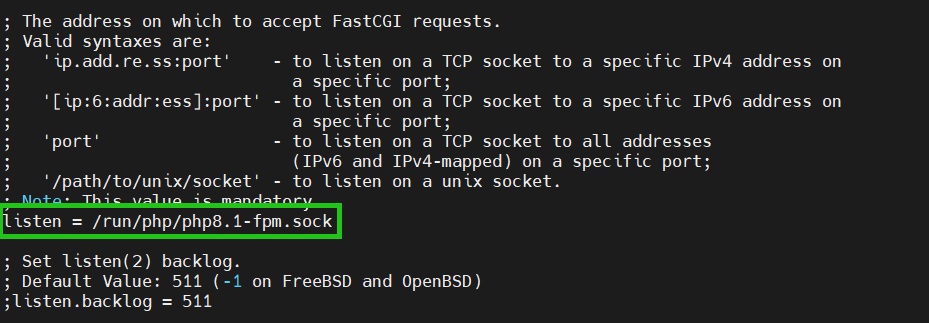 ; The address on which to accept FastCGI requests.
; Valid syntaxes are:
;   'ip.add.re.ss:port'    - to listen on a TCP socket to a specific IPv4 address on
;                            a specific port;
;   '[ip:6:addr:ess]:port' - to listen on a TCP socket to a specific IPv6 address on
;                            a specific port;
;   'port'                 - to listen on a TCP socket to all addresses
;                            (IPv6 and IPv4-mapped) on a specific port;
;   '/path/to/unix/socket' - to listen on a unix socket.
; Note: This value is mandatory
listen = /run/php/php8.1-fpm.sock
; Set listen(2) backlog.
; Default Value: 511 (-1 on FreeBSD and OpenBSD)
;listen.backlog = 511